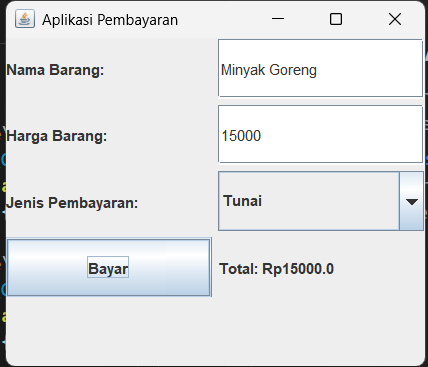 Aplikasi Pembayaran
Nama Barang: Minyak Goreng
Harga Barang: 15000
Jenis Pembayaran: Tunai
Bayar Total: Rp15000.0